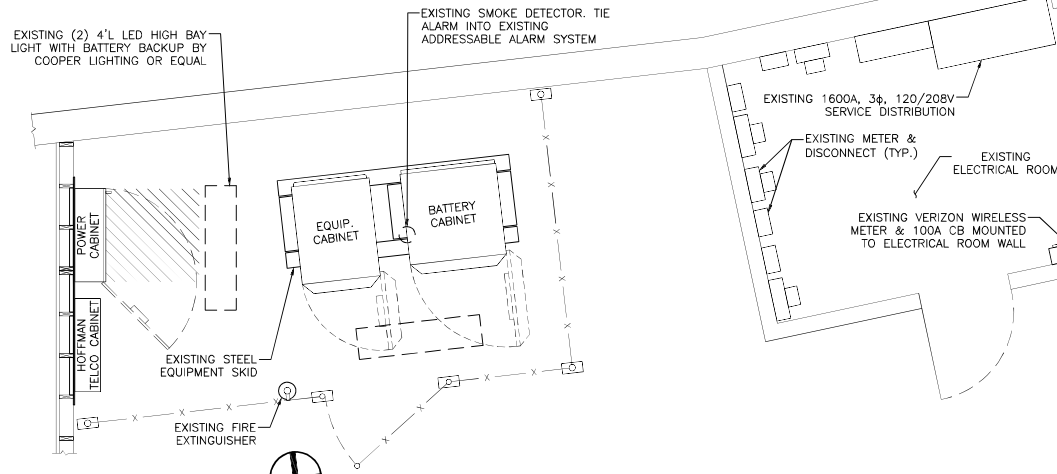 EXISTING (2) 4'L LED HIGH BAY
LIGHT WITH BATTERY BACKUP BY
COOPER LIGHTING OR EQUAL
EXISTING SMOKE DETECTOR. TIE
ALARM INTO EXISTING
ADDRESSABLE ALARM SYSTEM
EXISTING 1600A, 3ϕ, 120/208V
SERVICE DISTRIBUTION
EXISTING METER &
DISCONNECT (TYP.)
EXISTING
ELECTRICAL ROOM
EXISTING VERIZON WIRELESS
METER & 100A CB MOUNTED
TO ELECTRICAL ROOM WALL
POWER
CABINET
EQUIP.
CABINET
BATTERY
CABINET
HOFFMAN
TELCO CABINET
EXISTING STEEL
EQUIPMENT SKID
EXISTING FIRE
EXTINGUISHER